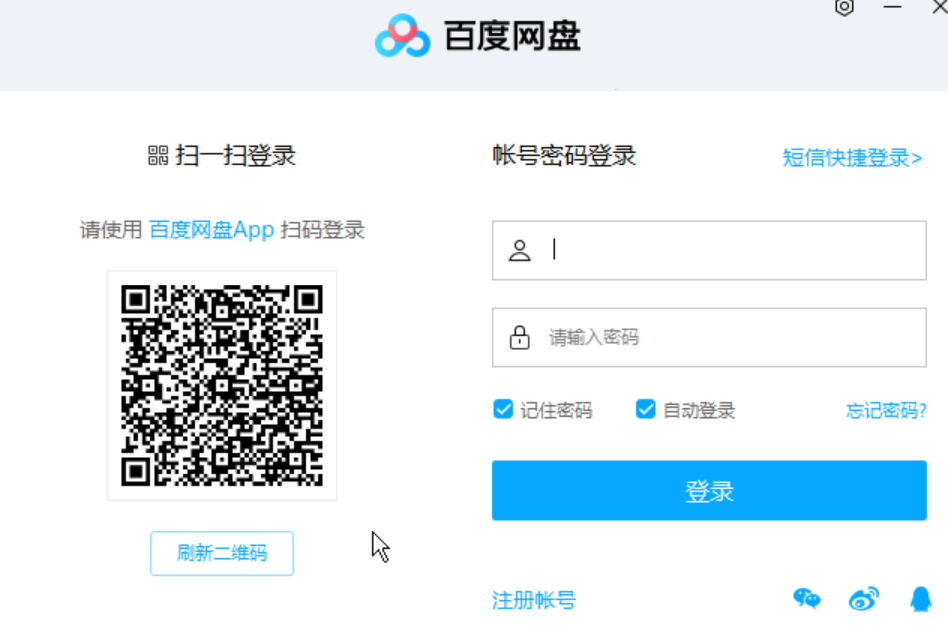 百度网盘
扫一扫登录
请使用 百度网盘App 扫码登录
刷新二维码
帐号密码登录
短信快捷登录>
请输入密码
记住密码
自动登录
忘记密码?
登录
注册帐号